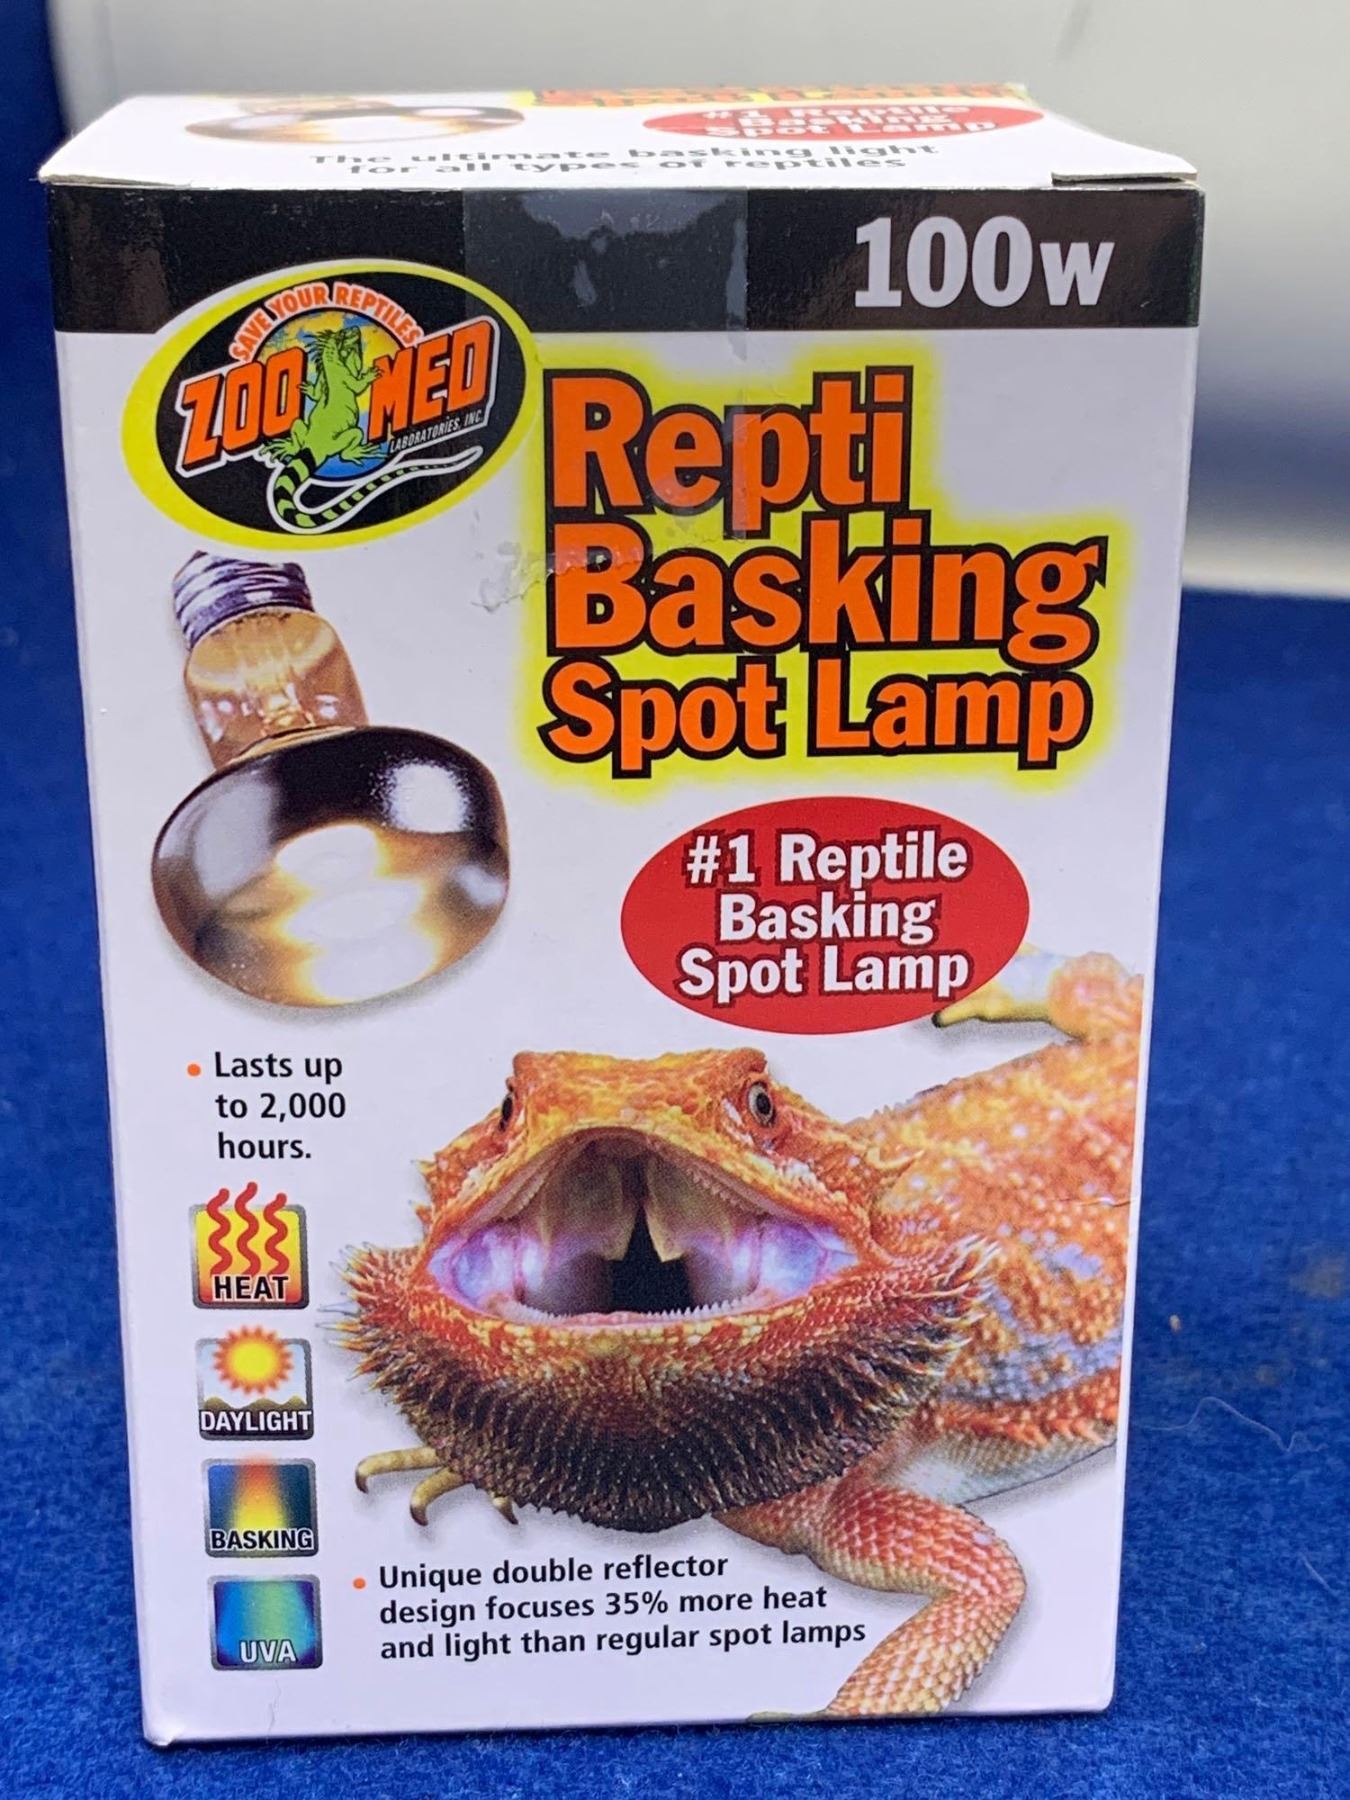 #1 Reptile
Basking
Spot Lamp
The ultimate basking light
for all types of reptiles
100W
SAVE YOUR REPTILES
ZOO MED
LABORATORIES, INC.
Repti
Basking
Spot Lamp
#1 Reptile
Basking
Spot Lamp
• Lasts up
to 2,000
hours.
HEAT
DAYLIGHT
BASKING
UVA
• Unique double reflector
design focuses 35% more heat
and light than regular spot lamps